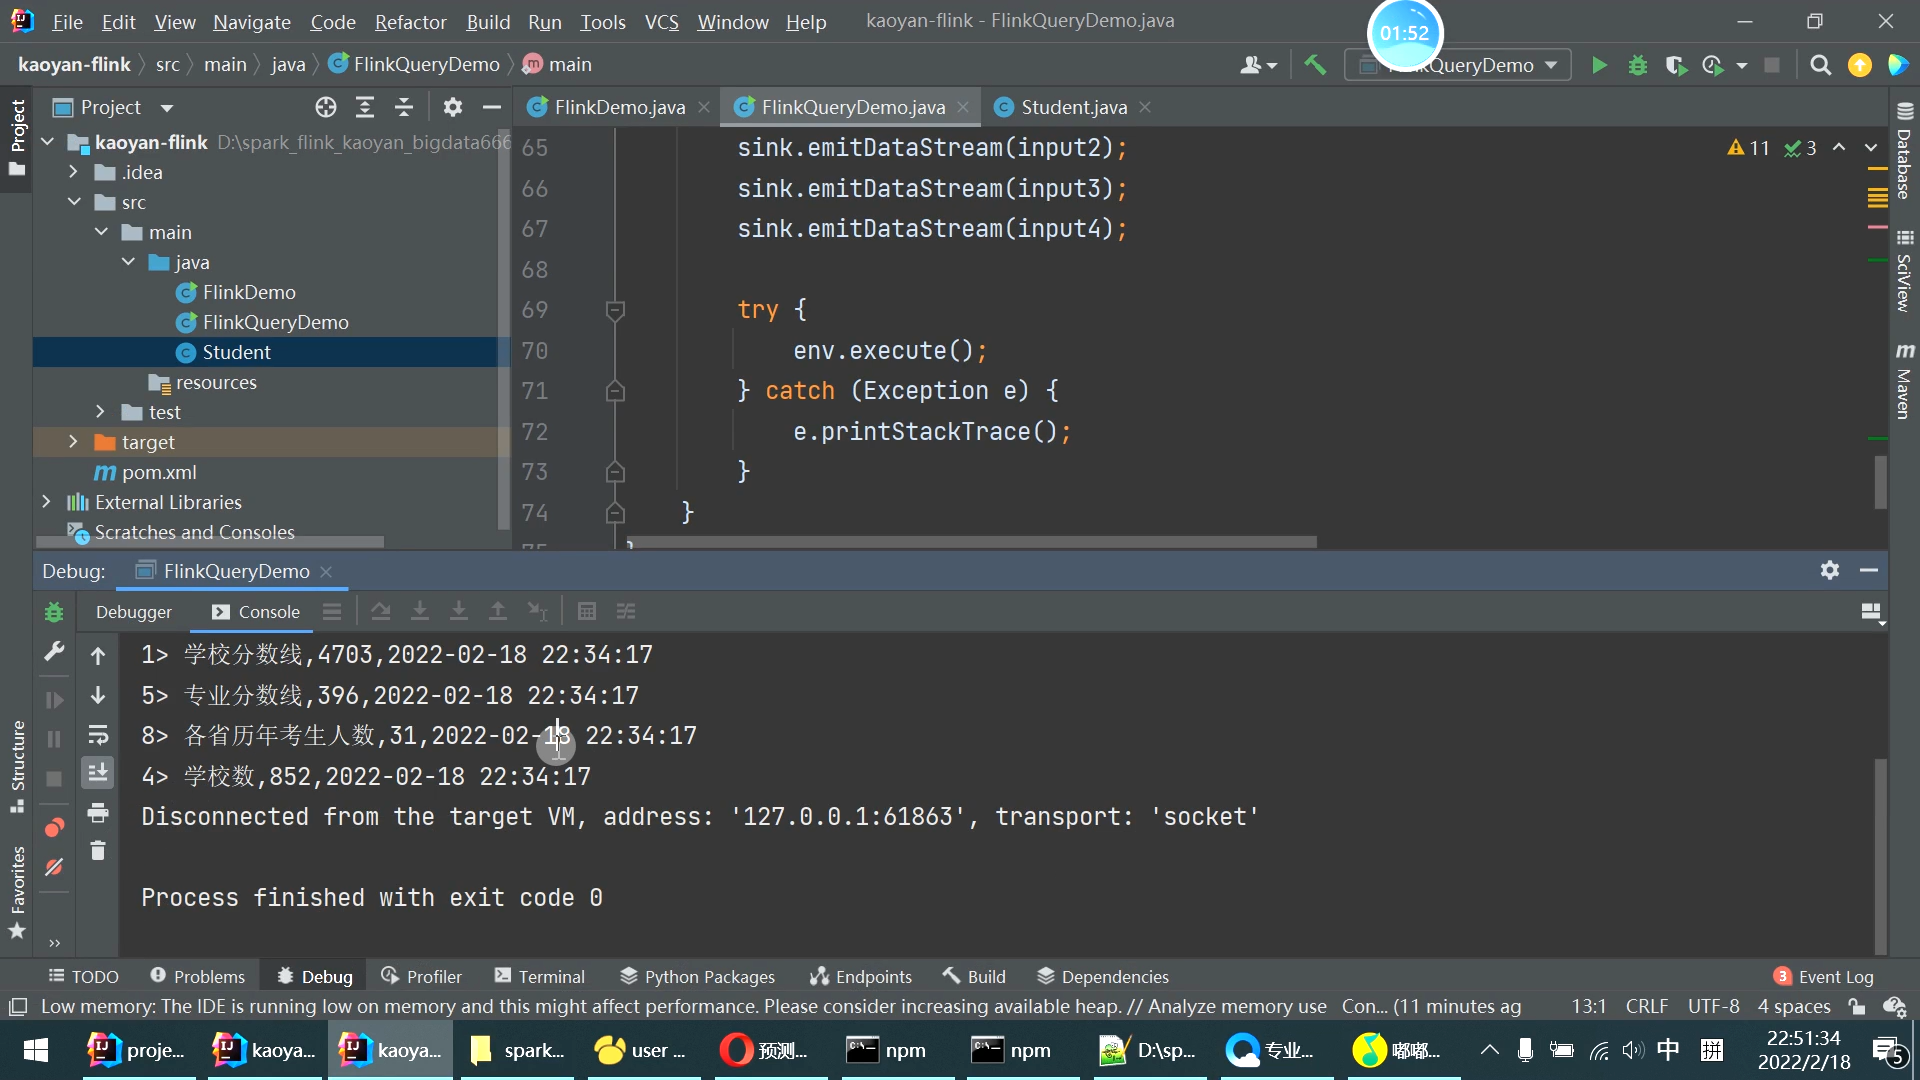 File Edit View Navigate Code Refactor Build Run Tools VCS Window Help kaoyan-flink - FlinkQueryDemo.java
01:52
kaoyan-flink src main java FlinkQueryDemo main
QueryDemo
Project
FlinkDemo.java FlinkQueryDemo.java Student.java
kaoyan-flink D:\spark_flink_kaoyan_bigdata666
.idea
src
main
java
FlinkDemo
FlinkQueryDemo
Student
resources
test
target
pom.xml
External Libraries
Scratches and Consoles
65 sink.emitDataStream(input2);
66 sink.emitDataStream(input3);
67 sink.emitDataStream(input4);
68
69 try {
70 env.execute();
71 } catch (Exception e) {
72 e.printStackTrace();
73 }
74 }
11 3
Project
Structure
Favorites
Database
SciView
Maven
Debug: FlinkQueryDemo
Debugger Console
1> 学校分数线,4703,2022-02-18 22:34:17
5> 专业分数线,396,2022-02-18 22:34:17
8> 各省历年考生人数,31,2022-02-18 22:34:17
4> 学校数,852,2022-02-18 22:34:17
Disconnected from the target VM, address: '127.0.0.1:61863', transport: 'socket'
Process finished with exit code 0
TODO Problems Debug Profiler Terminal Python Packages Endpoints Build Dependencies 3 Event Log
Low memory: The IDE is running low on memory and this might affect performance. Please consider increasing available heap. // Analyze memory use Con... (11 minutes ag 13:1 CRLF UTF-8 4 spaces
proje... kaoya... kaoya... spark... user ... 预测... npm npm D:\sp... 专业... 嘟嘟... 中 拼 22:51:34
2022/2/18 5